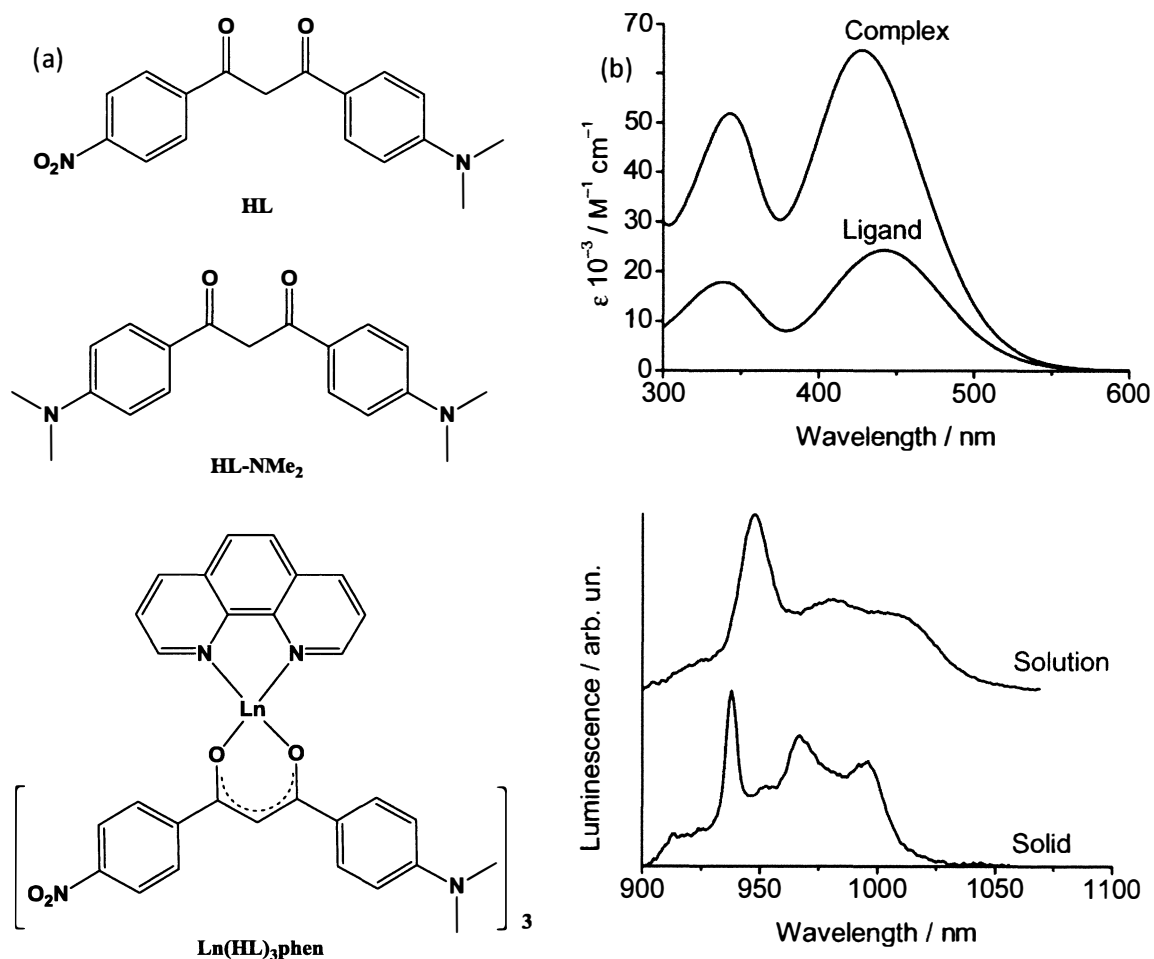 (a)
O O
O₂N
N
HL
O O
N N
HL-NMe₂
N N
Ln
O O
NO₂
N
3
Ln(HL)₃phen
(b)
70
60
50
40
30
20
10
0
ε 10⁻³ / M⁻¹ cm⁻¹
Complex
Ligand
300 400 500 600
Wavelength / nm
Luminescence / arb. un.
Solution
Solid
900 950 1000 1050 1100
Wavelength / nm